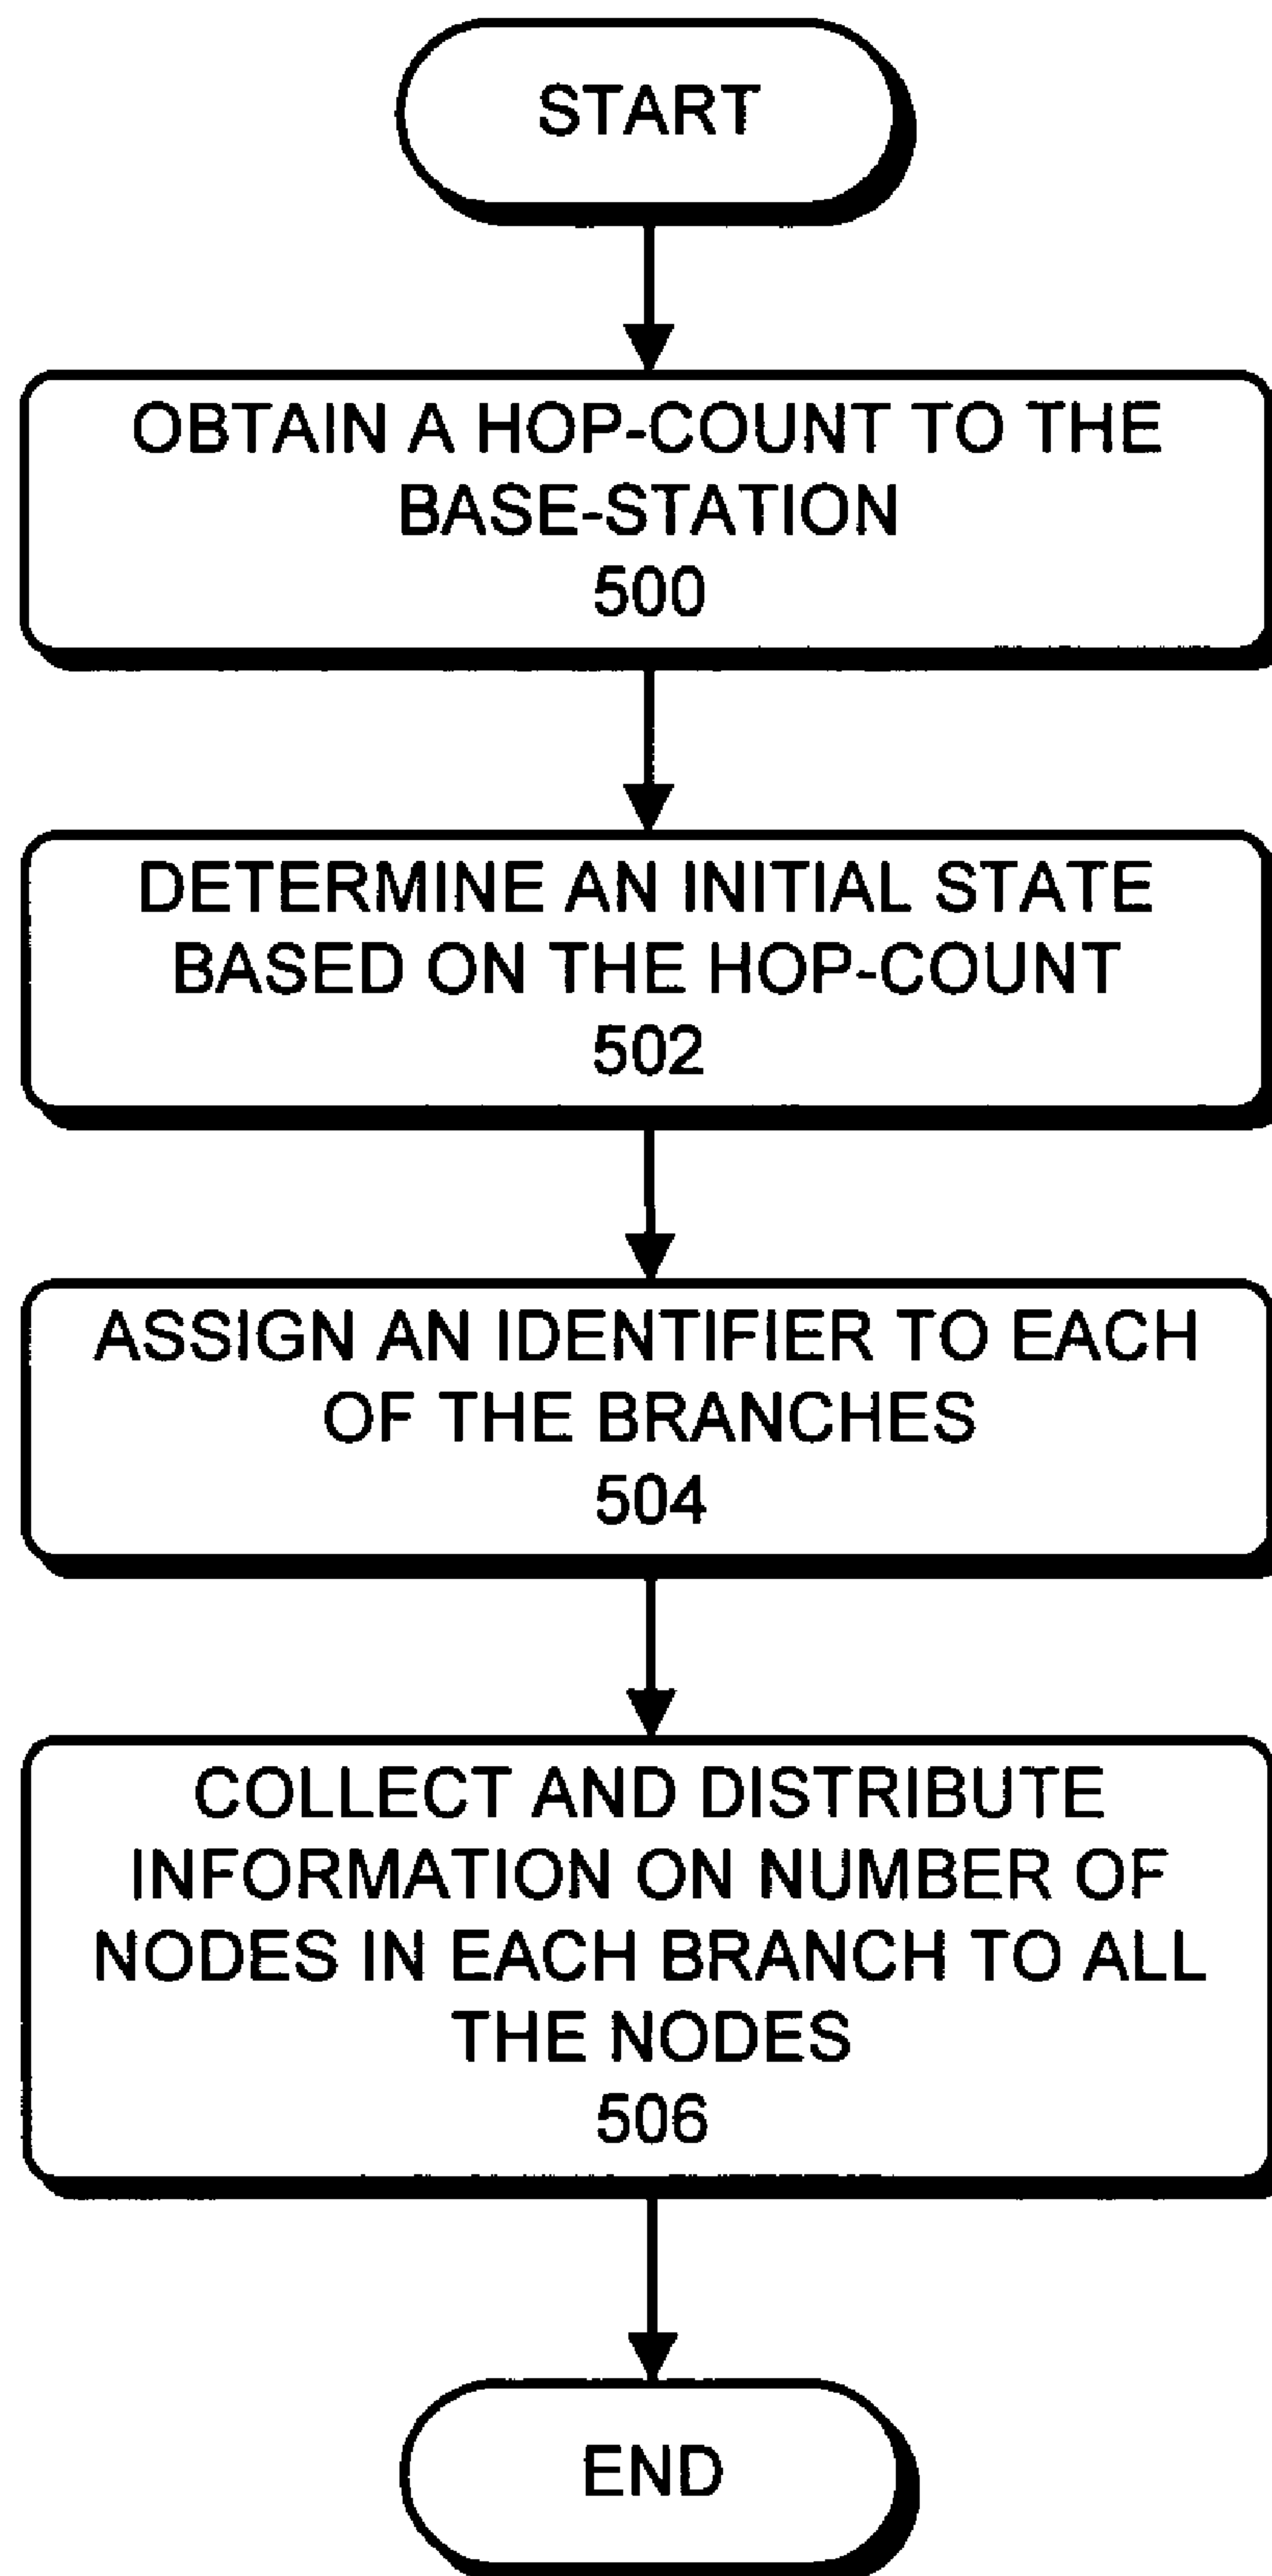 START
OBTAIN A HOP-COUNT TO THE
BASE-STATION
500
DETERMINE AN INITIAL STATE
BASED ON THE HOP-COUNT
502
ASSIGN AN IDENTIFIER TO EACH
OF THE BRANCHES
504
COLLECT AND DISTRIBUTE
INFORMATION ON NUMBER OF
NODES IN EACH BRANCH TO ALL
THE NODES
506
END